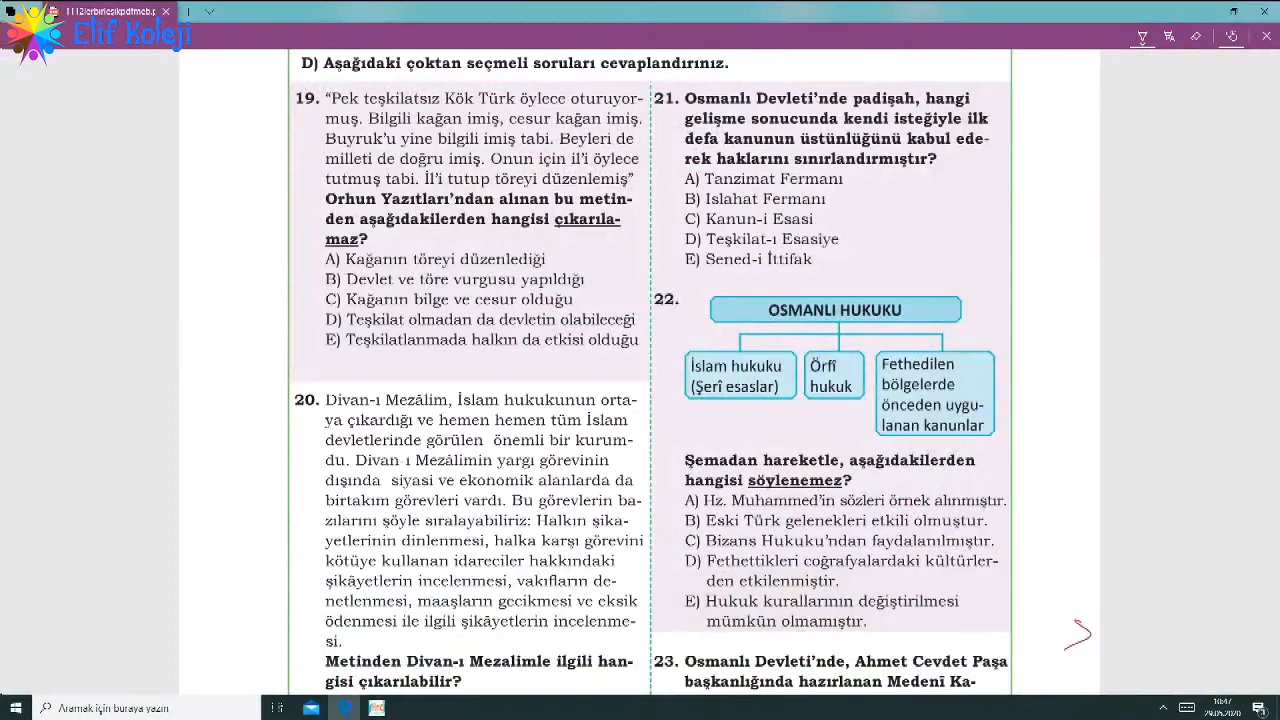 1112lerbirleşikpdfmeb.p
Elif Koleji
D) Aşağıdaki çoktan seçmeli soruları cevaplandırınız.
19. “Pek teşkilatsız Kök Türk öylece oturuyor-
muş. Bilgili kağan imiş, cesur kağan imiş.
Buyruk’u yine bilgili imiş tabi. Beyleri de
milleti de doğru imiş. Onun için il’i öylece
tutmuş tabi. İl’i tutup töreyi düzenlemiş”
Orhun Yazıtları’ndan alınan bu metin-
den aşağıdakilerden hangisi çıkarıla-
maz?
A) Kağanın töreyi düzenlediği
B) Devlet ve töre vurgusu yapıldığı
C) Kağanın bilge ve cesur olduğu
D) Teşkilat olmadan da devletin olabileceği
E) Teşkilatlanmada halkın da etkisi olduğu
20. Divan-ı Mezâlim, İslam hukukunun orta-
ya çıkardığı ve hemen hemen tüm İslam
devletlerinde görülen önemli bir kurum-
du. Divan ı Mezâlimin yargı görevinin
dışında siyasi ve ekonomik alanlarda da
birtakım görevleri vardı. Bu görevlerin ba-
zılarını şöyle sıralayabiliriz: Halkın şika-
yetlerinin dinlenmesi, halka karşı görevini
kötüye kullanan idareciler hakkındaki
şikâyetlerin incelenmesi, vakıfların de-
netlenmesi, maaşların gecikmesi ve eksik
ödenmesi ile ilgili şikâyetlerin incelenme-
si.
Metinden Divan-ı Mezalimle ilgili han-
gisi çıkarılabilir?
21. Osmanlı Devleti’nde padişah, hangi
gelişme sonucunda kendi isteğiyle ilk
defa kanunun üstünlüğünü kabul ede-
rek haklarını sınırlandırmıştır?
A) Tanzimat Fermanı
B) Islahat Fermanı
C) Kanun-i Esasi
D) Teşkilat-ı Esasiye
E) Sened-i İttifak
22.
OSMANLI HUKUKU
İslam hukuku
(Şerî esaslar)
Örfî
hukuk
Fethedilen
bölgelerde
önceden uygu-
lanan kanunlar
Şemadan hareketle, aşağıdakilerden
hangisi söylenemez?
A) Hz. Muhammed’in sözleri örnek alınmıştır.
B) Eski Türk gelenekleri etkili olmuştur.
C) Bizans Hukuku’ndan faydalanılmıştır.
D) Fethettikleri coğrafyalardaki kültürler-
den etkilenmiştir.
E) Hukuk kurallarının değiştirilmesi
mümkün olmamıştır.
23. Osmanlı Devleti’nde, Ahmet Cevdet Paşa
başkanlığında hazırlanan Medenî Ka-
Aramak için buraya yazın
10:47
29.05.2020